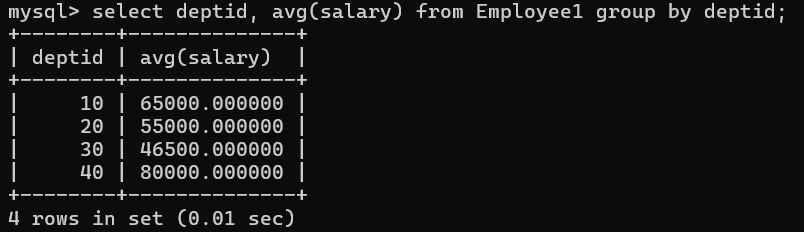 mysql> select deptid, avg(salary) from Employee1 group by deptid;
+--------+--------------+
| deptid | avg(salary)  |
+--------+--------------+
|     10 | 65000.000000 |
|     20 | 55000.000000 |
|     30 | 46500.000000 |
|     40 | 80000.000000 |
+--------+--------------+
4 rows in set (0.01 sec)